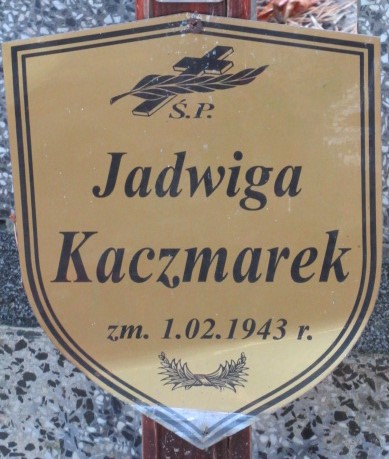 Ś.P.
Jadwiga
Kaczmarek
zm. 1.02.1943 r.